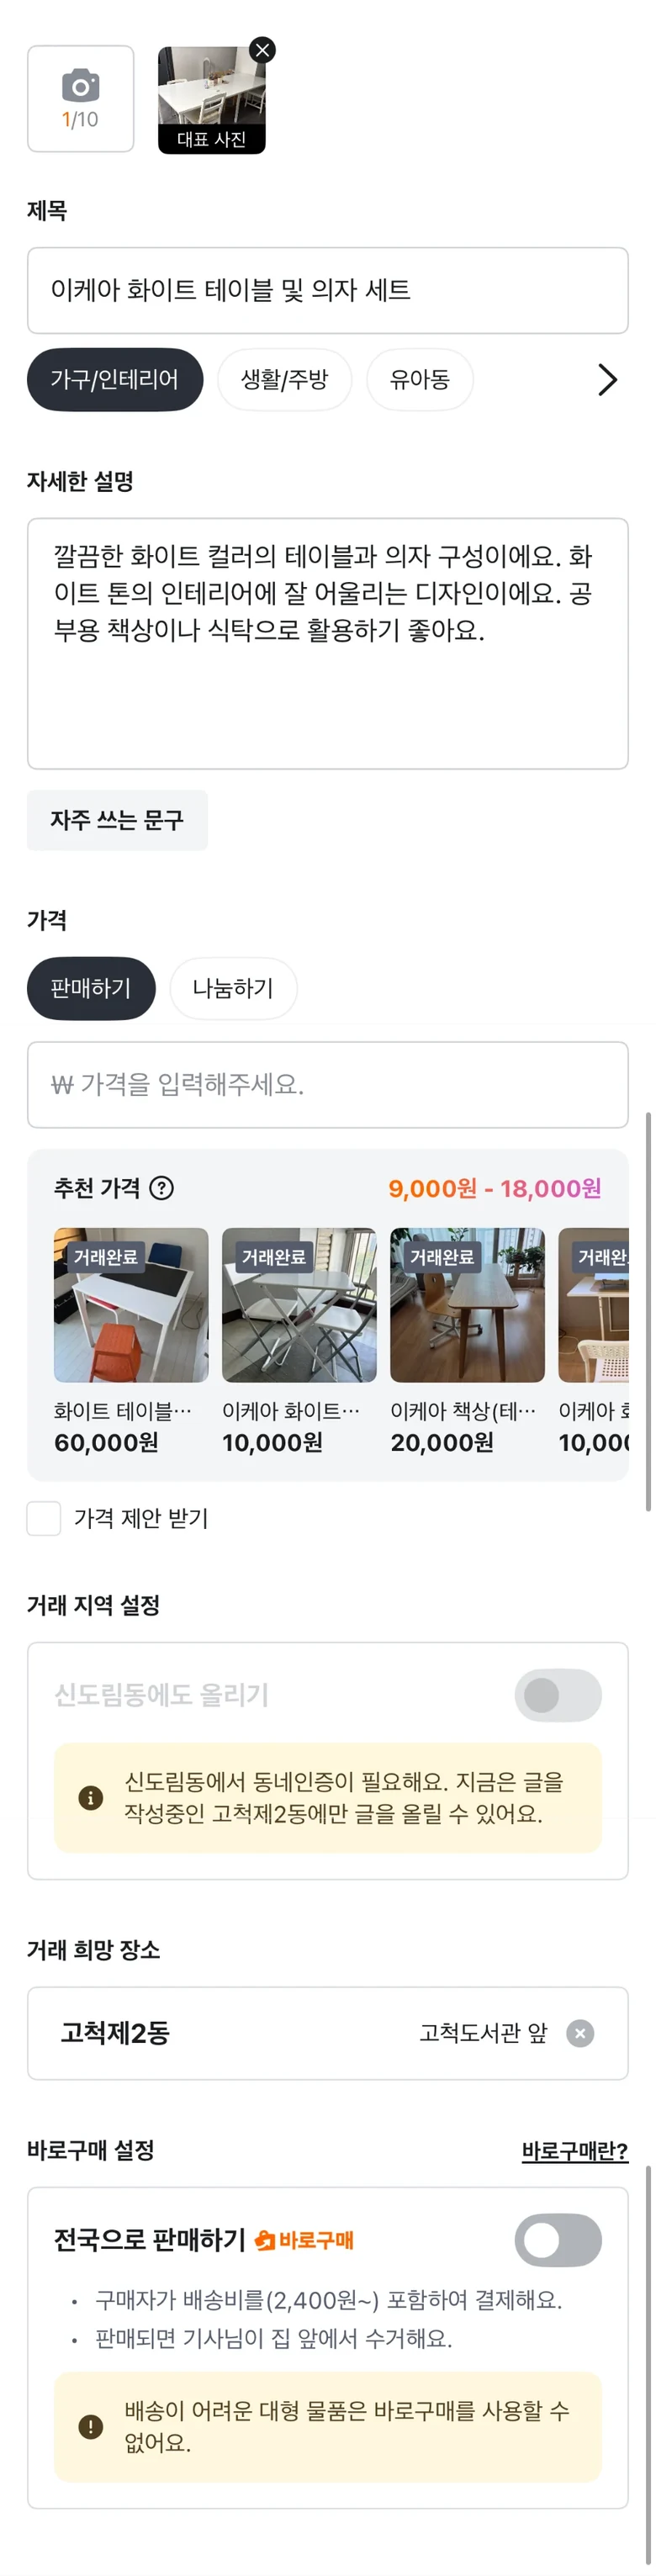 1/10
대표 사진
제목
이케아 화이트 테이블 및 의자 세트
가구/인테리어
생활/주방
유아동
자세한 설명
깔끔한 화이트 컬러의 테이블과 의자 구성이에요. 화
이트 톤의 인테리어에 잘 어울리는 디자인이에요. 공
부용 책상이나 식탁으로 활용하기 좋아요.
자주 쓰는 문구
가격
판매하기
나눔하기
₩ 가격을 입력해주세요.
추천 가격 ?
9,000원 - 18,000원
거래완료
거래완료
거래완료
거래완
화이트 테이블…
이케아 화이트…
이케아 책상(테…
이케아
60,000원
10,000원
20,000원
10,00
가격 제안 받기
거래 지역 설정
신도림동에도 올리기
신도림동에서 동네인증이 필요해요. 지금은 글을
작성중인 고척제2동에만 글을 올릴 수 있어요.
거래 희망 장소
고척제2동
고척도서관 앞
바로구매 설정
바로구매란?
전국으로 판매하기 바로구매
• 구매자가 배송비를(2,400원~) 포함하여 결제해요.
• 판매되면 기사님이 집 앞에서 수거해요.
배송이 어려운 대형 물품은 바로구매를 사용할 수
없어요.